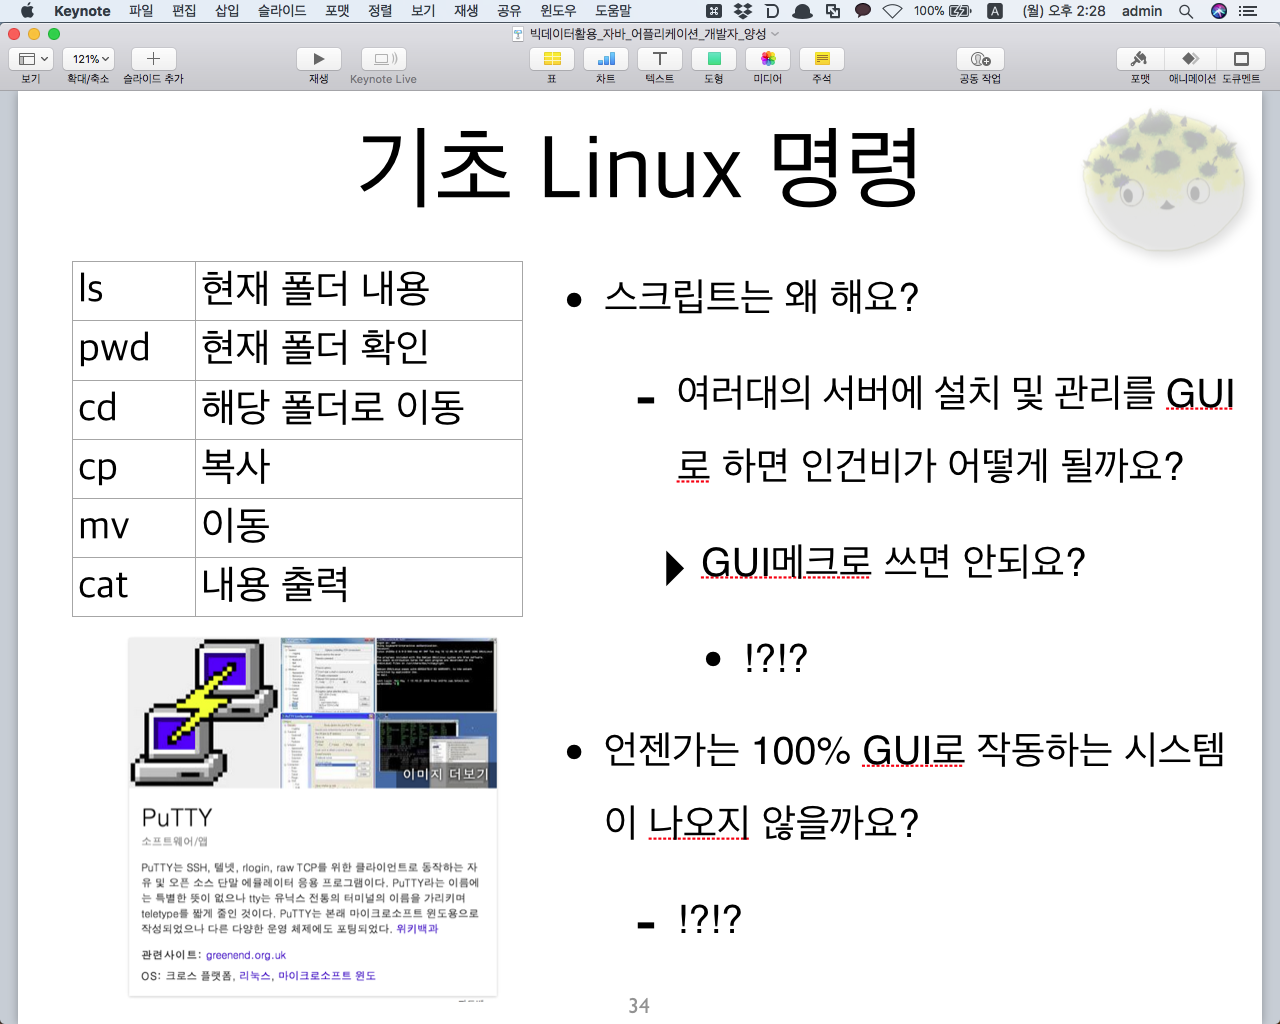 Keynote 파일 편집 삽입 슬라이드 포맷 정렬 보기 재생 공유 윈도우 도움말 100% A (월) 오후 2:28 admin
빅데이터활용_자바_어플리케이션_개발자_양성
121%
보기 확대/축소 슬라이드 추가 재생 Keynote Live 표 차트 텍스트 도형 미디어 주석 공동 작업 포맷 애니메이션 도큐멘트
기초 Linux 명령
ls 현재 폴더 내용
pwd 현재 폴더 확인
cd 해당 폴더로 이동
cp 복사
mv 이동
cat 내용 출력
이미지 더보기
PuTTY
소프트웨어/앱
PuTTY는 SSH, 텔넷, rlogin, raw TCP를 위한 클라이언트로 동작하는 자
유 및 오픈 소스 단말 에뮬레이터 응용 프로그램이다. PuTTY라는 이름에
는 특별한 뜻이 없으나 tty는 유닉스 전통의 터미널의 이름을 가리키며
teletype를 짧게 줄인 것이다. PuTTY는 본래 마이크로소프트 윈도용으로
작성되었으나 다른 다양한 운영 체제에도 포팅되었다. 위키백과
관련사이트: greenend.org.uk
OS: 크로스 플랫폼, 리눅스, 마이크로소프트 윈도
• 스크립트는 왜 해요?
- 여러대의 서버에 설치 및 관리를 GUI
로 하면 인건비가 어떻게 될까요?
▶ GUI메크로 쓰면 안되요?
• !?!?
• 언젠가는 100% GUI로 작동하는 시스템
이 나오지 않을까요?
- !?!?
34